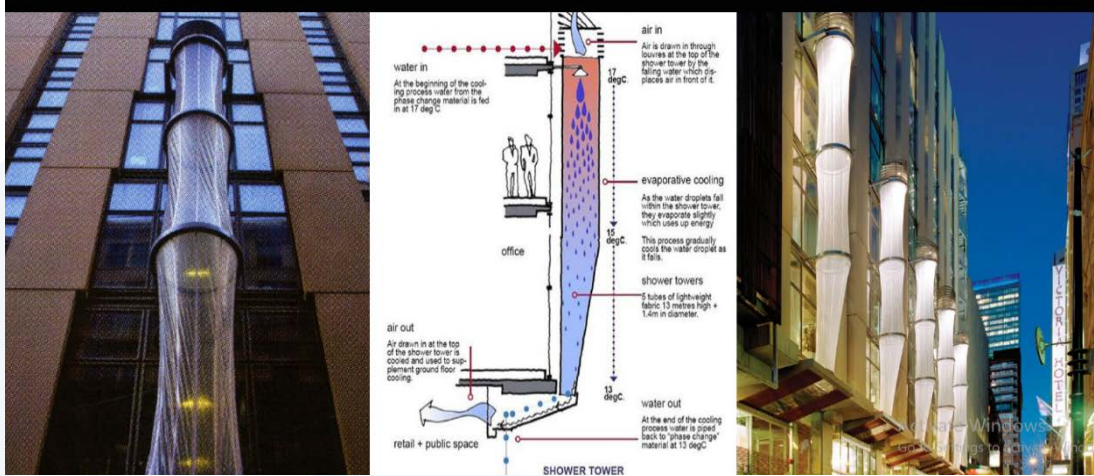 air in
Air is drawn in through
louvres at the top of the
shower tower by the
falling water which dis-
places air in front of it.
water in
At the beginning of the cool-
ing process water from the
phase change material is fed
in at 17 deg C
17
degC.
evaporative cooling
As the water droplets fall
within the shower tower,
they evaporate slightly
which uses up energy
This process gradually
cools the water droplet as
it falls.
15
degC.
office
shower towers
5 tubes of lightweight
fabric 13 metres high +
1.4m in diameter.
air out
Air drawn in at the top
of the shower tower is
cooled and used to sup-
plement ground floor
cooling.
13
degC.
water out
At the end of the cooling
process water is piped
back to "phase change"
material at 13 degC
retail + public space
SHOWER TOWER
VICTORIA HOTEL
Windows